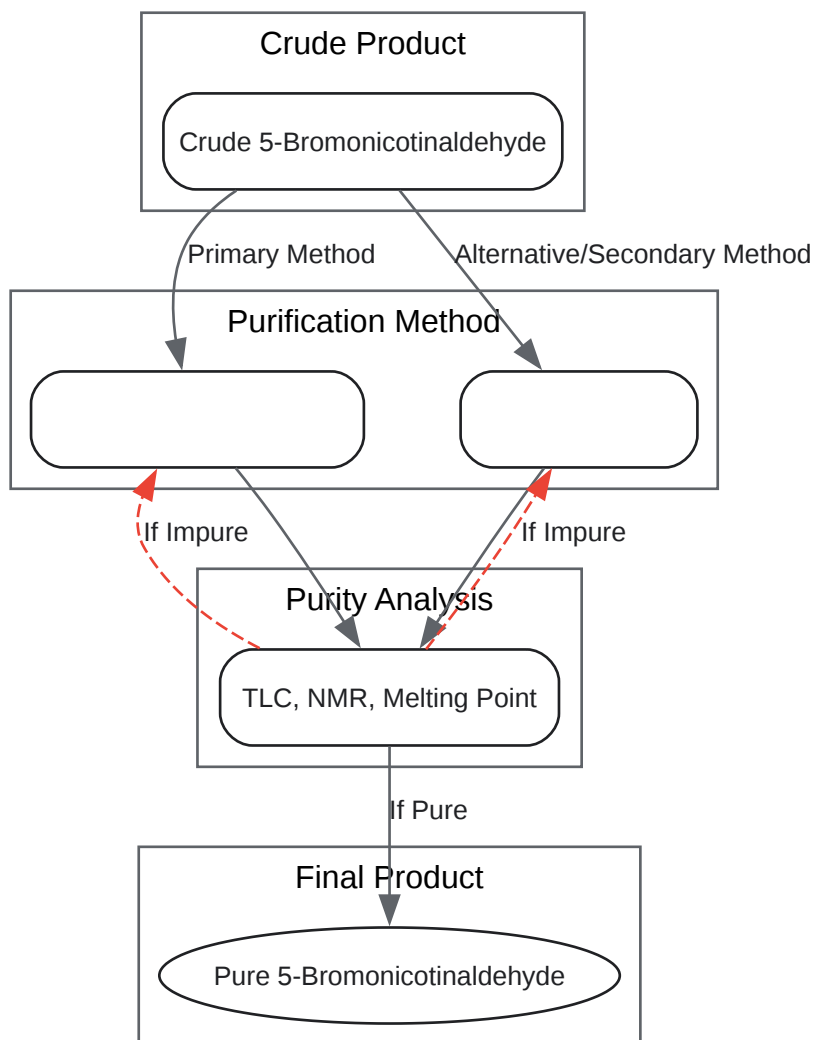 Crude Product
Crude 5-Bromonicotinaldehyde
Primary Method
Alternative/Secondary Method
Purification Method
If Impure
If Impure
Purity Analysis
TLC, NMR, Melting Point
If Pure
Final Product
Pure 5-Bromonicotinaldehyde